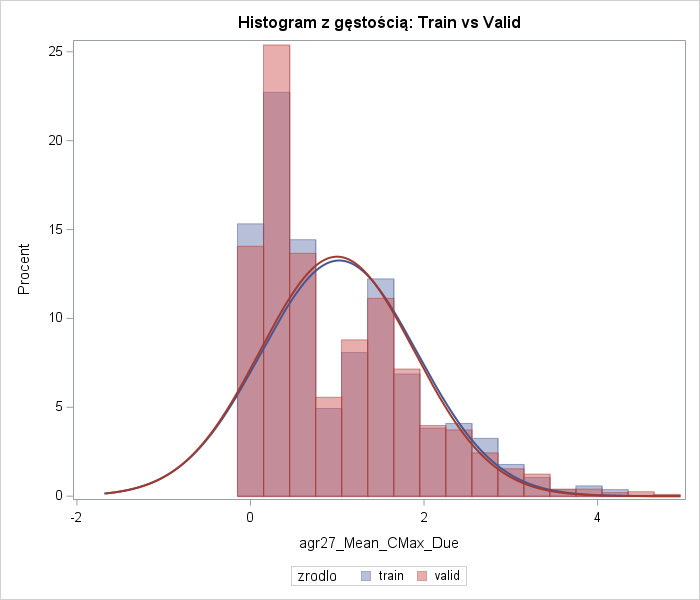 Histogram z gęstością: Train vs Valid
25
20
15
10
5
0
Procent
-2
0
2
4
agr27_Mean_CMax_Due
zrodlo train valid